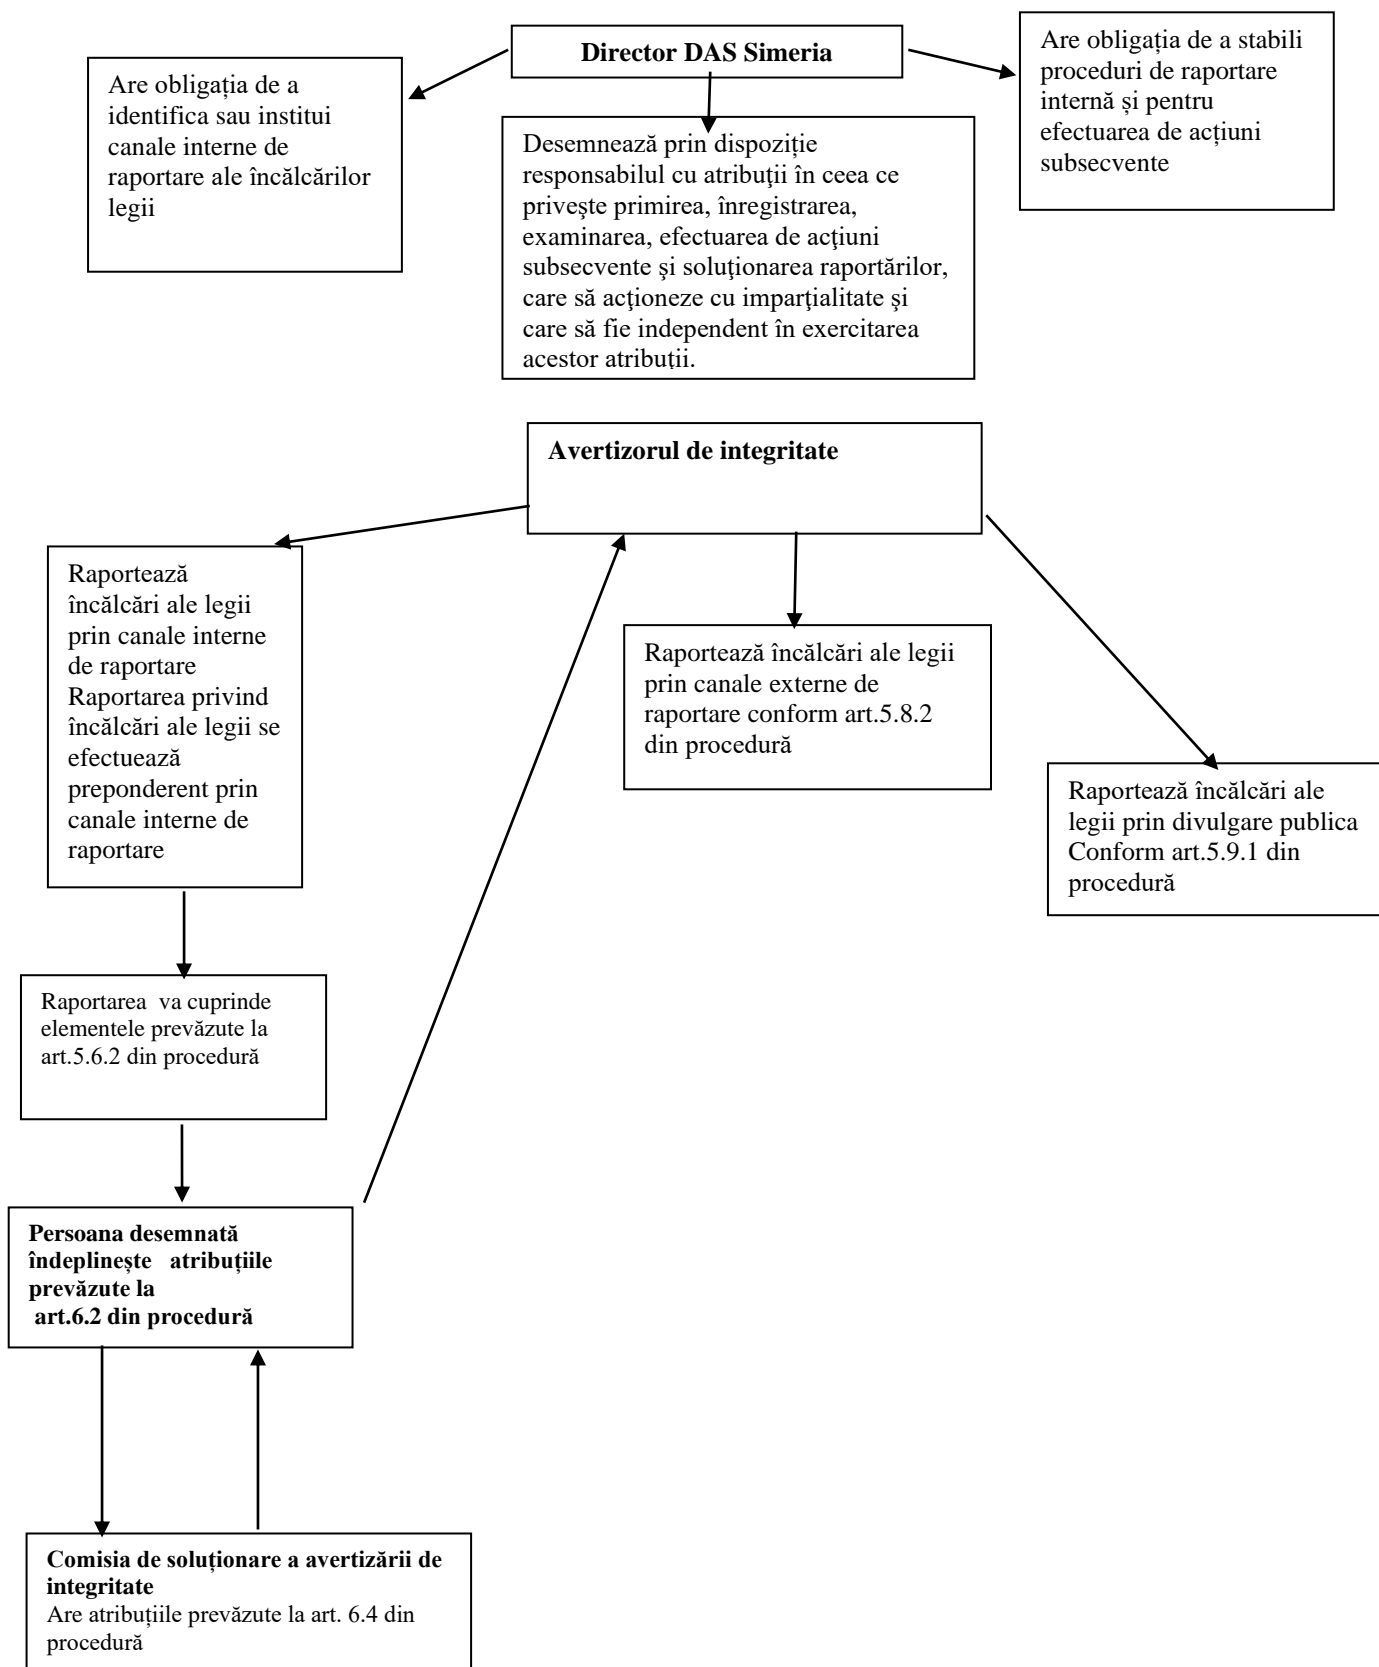 Director DAS Simeria
Are obligația de a
identifica sau institui
canale interne de
raportare ale încălcărilor
legii
Desemnează prin dispoziție
responsabilul cu atribuţii în ceea ce
priveşte primirea, înregistrarea,
examinarea, efectuarea de acţiuni
subsecvente şi soluţionarea raportărilor,
care să acţioneze cu imparţialitate şi
care să fie independent în exercitarea
acestor atribuţii.
Are obligația de a stabili
proceduri de raportare
internă și pentru
efectuarea de acțiuni
subsecvente
Avertizorul de integritate
Raportează
încălcări ale legii
prin canale interne
de raportare
Raportarea privind
încălcări ale legii se
efectuează
preponderent prin
canale interne de
raportare
Raportează încălcări ale legii
prin canale externe de
raportare conform art.5.8.2
din procedură
Raportează încălcări ale
legii prin divulgare publica
Conform art.5.9.1 din
procedură
Raportarea va cuprinde
elementele prevăzute la
art.5.6.2 din procedură
Persoana desemnată
îndeplinește atribuțiile
prevăzute la
art.6.2 din procedură
Comisia de soluționare a avertizării de
integritate
Are atribuțiile prevăzute la art. 6.4 din
procedură